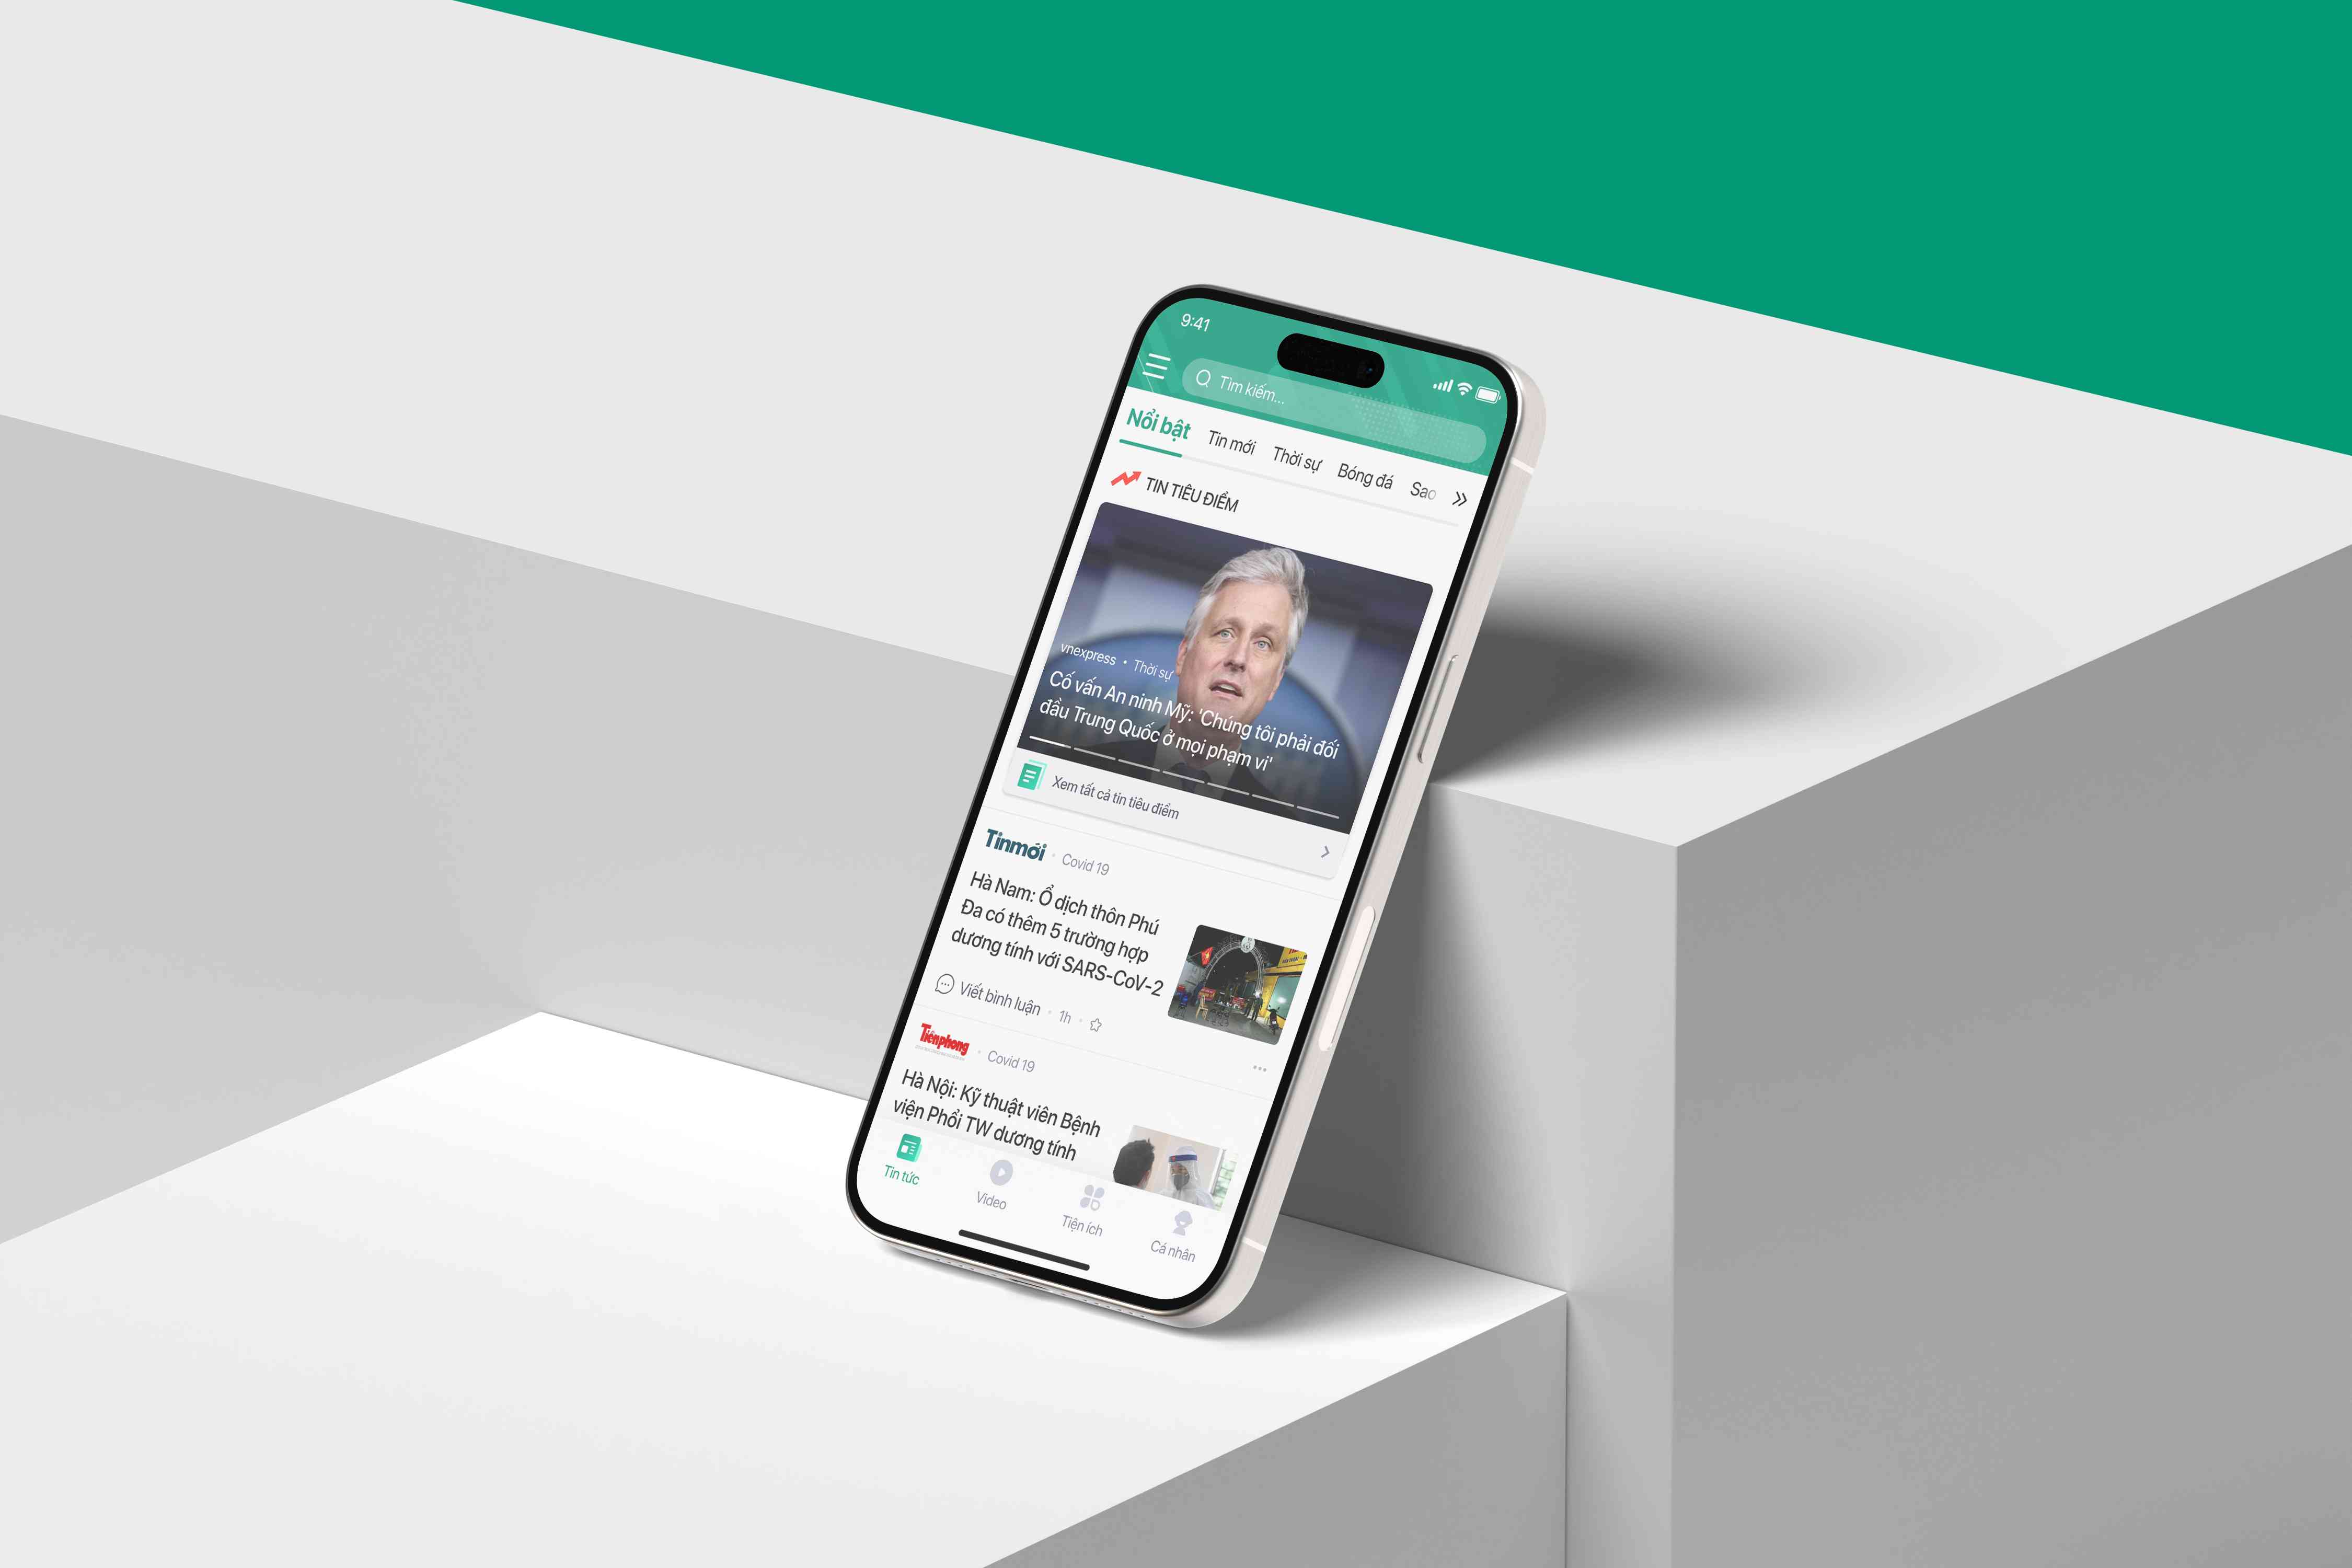 9:41
Tìm kiếm...
Nổi bật Tin mới Thời sự Bóng đá Sao
TIN TIÊU ĐIỂM
vnexpress • Thời sự
Cố vấn An ninh Mỹ: 'Chúng tôi phải đối
đầu Trung Quốc ở mọi phạm vi'
Xem tất cả tin tiêu điểm
Tinmới • Covid 19
Hà Nam: Ổ dịch thôn Phú
Đa có thêm 5 trường hợp
dương tính với SARS-CoV-2
Viết bình luận • 1h
Tiền phong • Covid 19
Hà Nội: Kỹ thuật viên Bệnh
viện Phổi TW dương tính
Tin tức Video Tiện ích Cá nhân